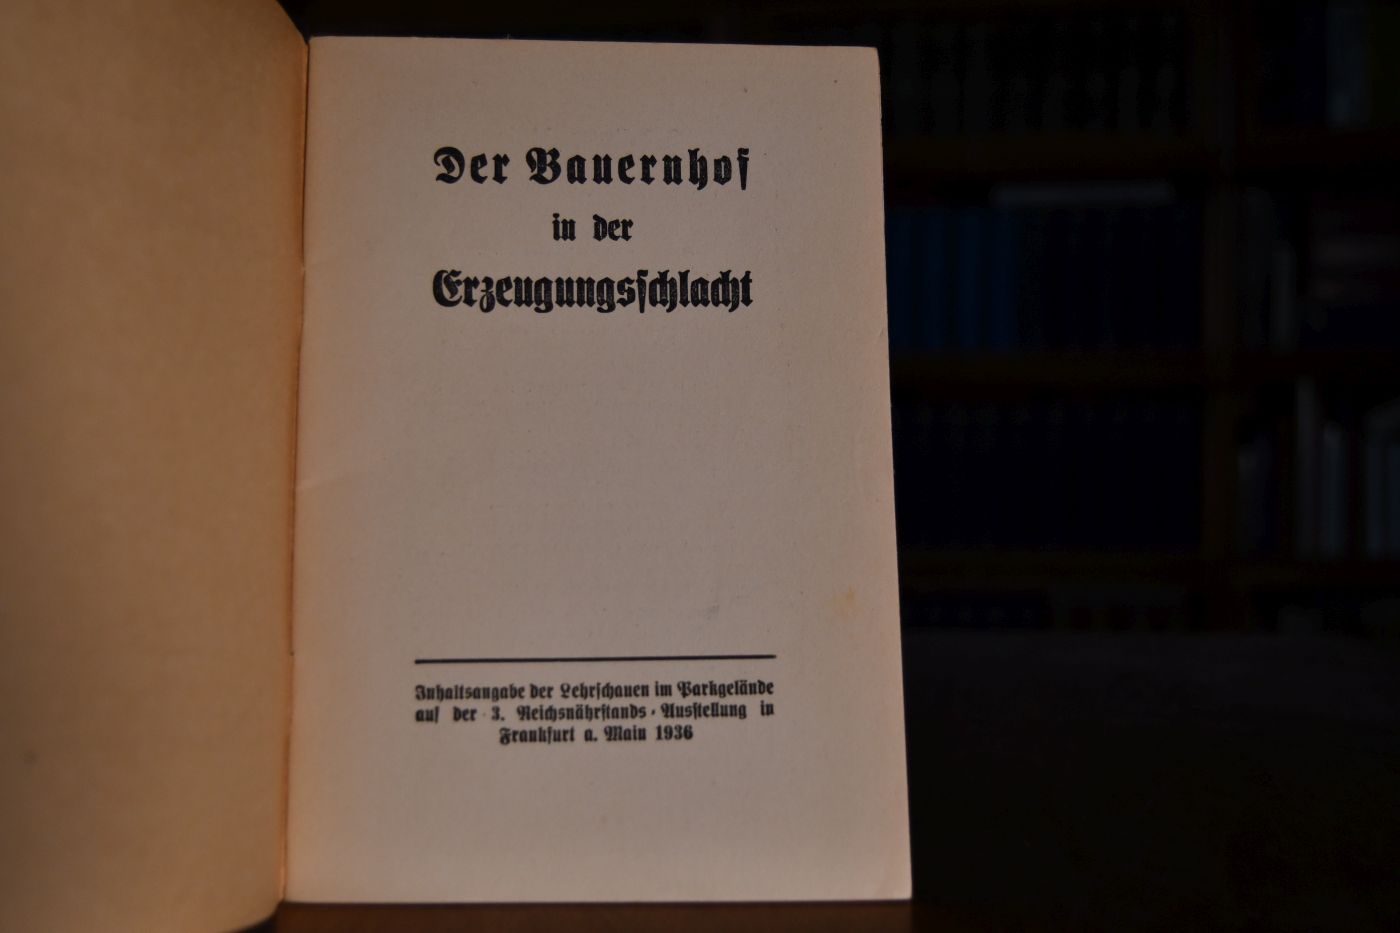 Der Bauernhof
in der
Erzeugungsſchlacht
Inhaltsangabe der Lehrſchauen im Parkgelände
auf der 3. Reichsnährſtands-Ausſtellung in
Frankfurt a. Main 1936